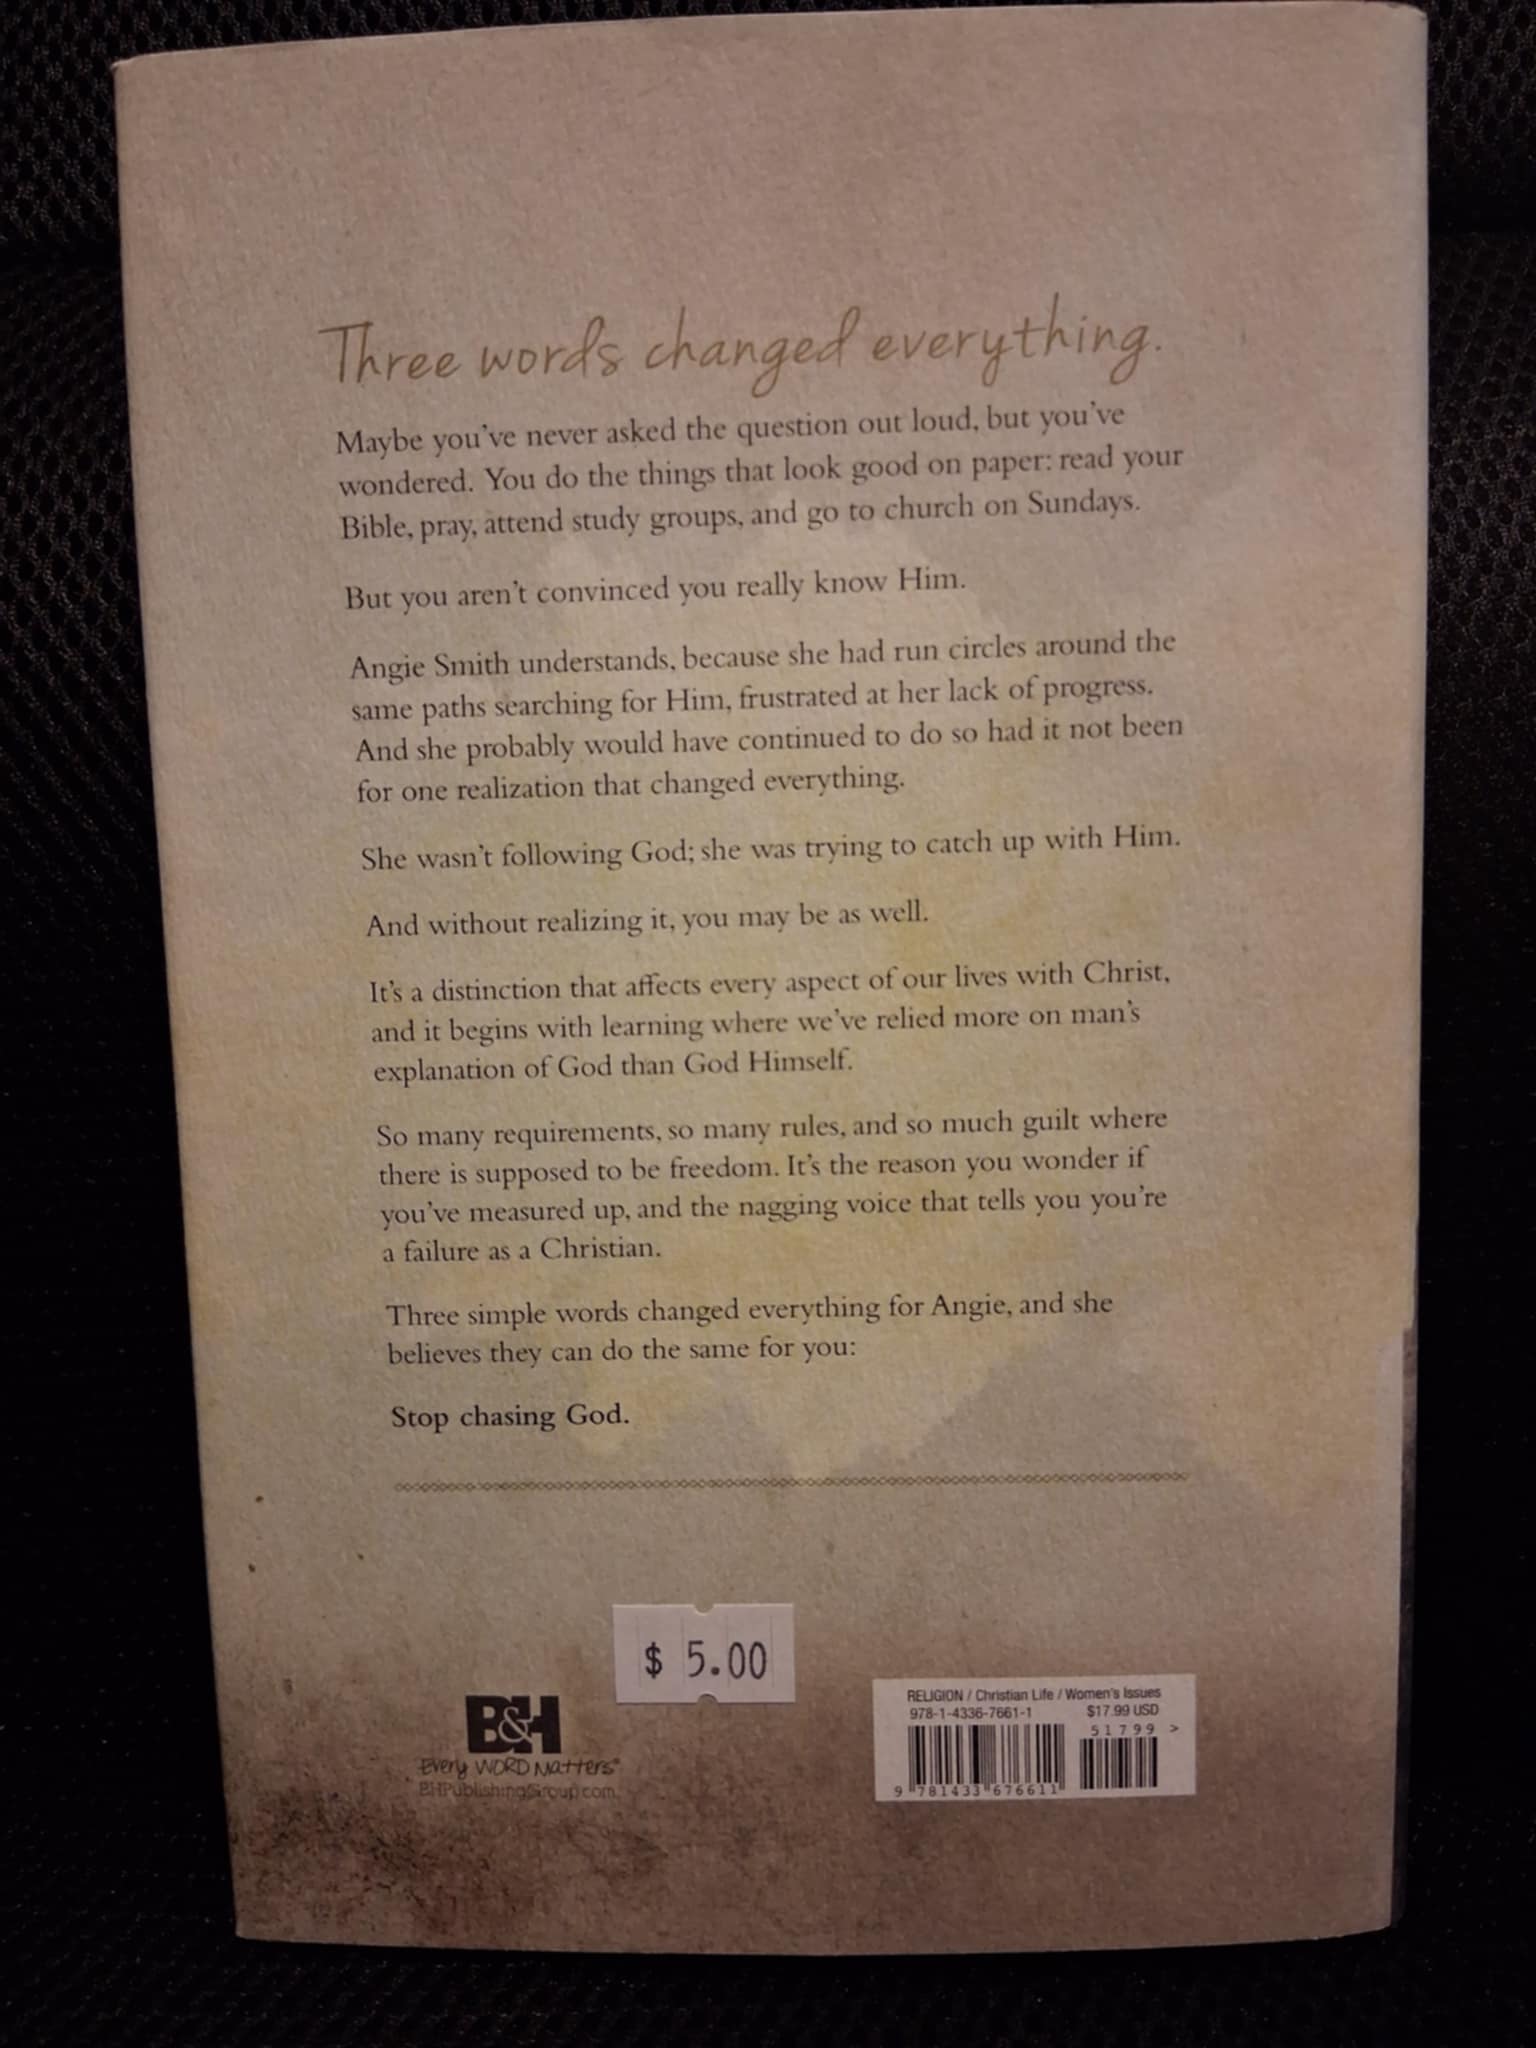 Three words changed everything.
Maybe you've never asked the question out loud, but you've
wondered. You do the things that look good on paper: read your
Bible, pray, attend study groups, and go to church on Sundays.
But you aren't convinced you really know Him.
Angie Smith understands, because she had run circles around the
same paths searching for Him, frustrated at her lack of progress.
And she probably would have continued to do so had it not been
for one realization that changed everything.
She wasn't following God; she was trying to catch up with Him.
And without realizing it, you may be as well.
It's a distinction that affects every aspect of our lives with Christ,
and it begins with learning where we've relied more on man's
explanation of God than God Himself.
So many requirements, so many rules, and so much guilt where
there is supposed to be freedom. It's the reason you wonder if
you've measured up, and the nagging voice that tells you you're
a failure as a Christian.
Three simple words changed everything for Angie, and she
believes they can do the same for you:
Stop chasing God.
$ 5.00
B&H
Every WORD Matters®
BHPublishingGroup.com
RELIGION / Christian Life / Women's Issues
978-1-4336-7661-1 $17.99 USD
51799 >
9 781433 676611